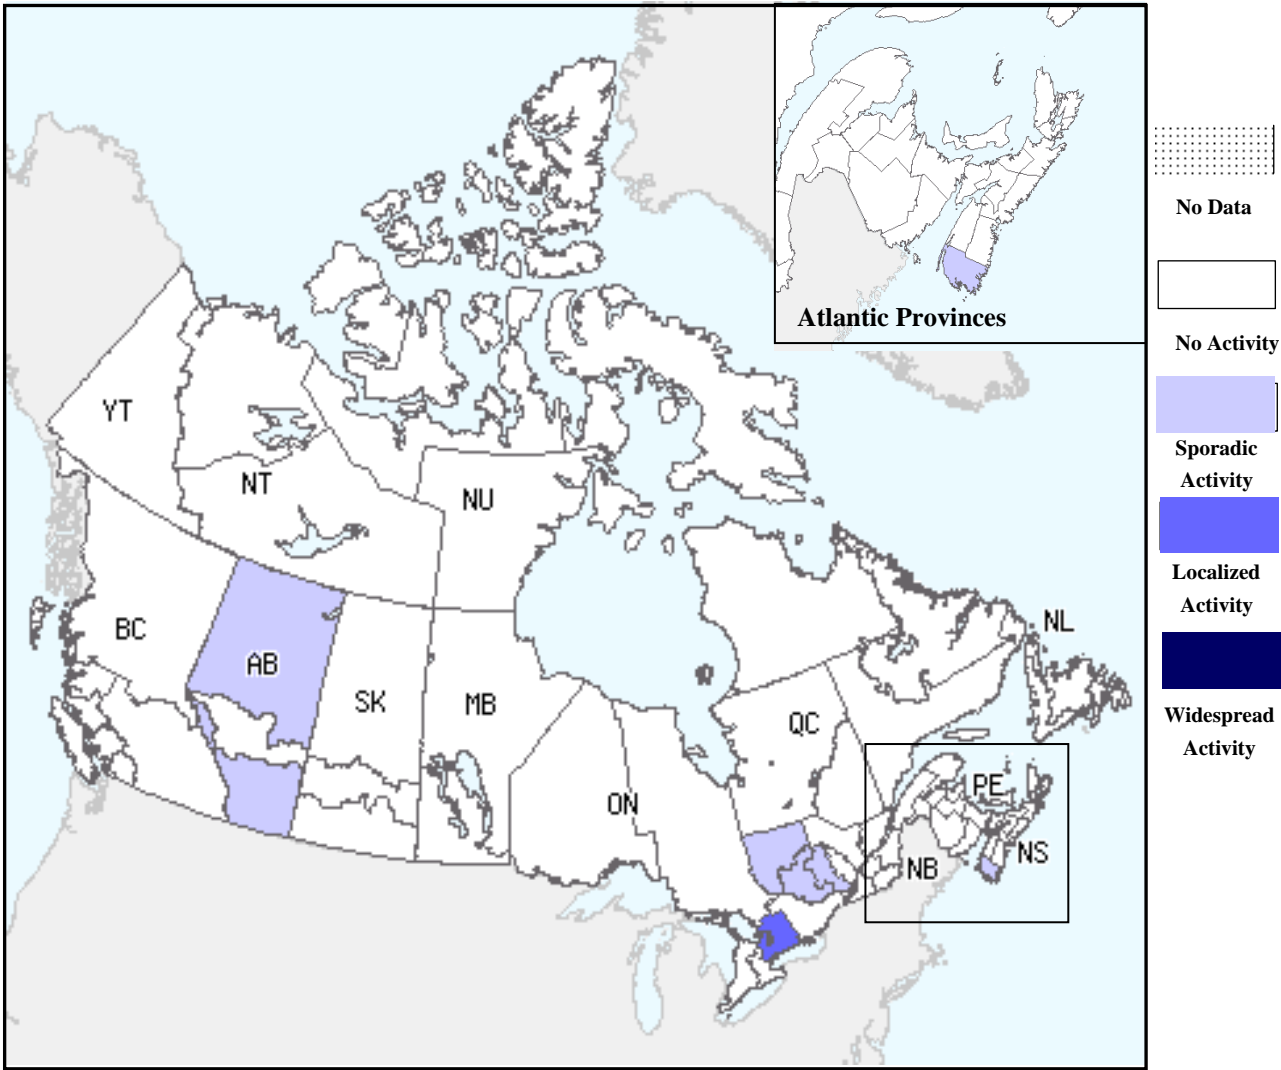 Atlantic Provinces
No Data
No Activity
Sporadic
Activity
Localized
Activity
Widespread
Activity
YT
NT
NU
BC
AB
SK
MB
ON
QC
NL
PE
NS
NB